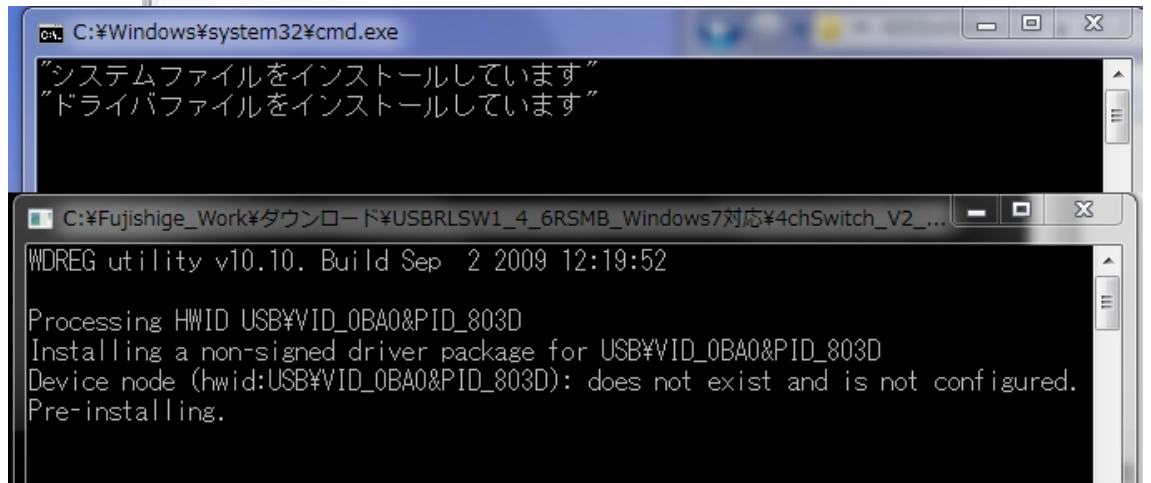 C:¥Windows¥system32¥cmd.exe
"システムファイルをインストールしています"
"ドライバファイルをインストールしています"
C:¥Fujishige_Work¥ダウンロード¥USBRLSW1_4_6RSMB_Windows7対応¥4chSwitch_V2_...
WDREG utility v10.10. Build Sep  2 2009 12:19:52
Processing HWID USB¥VID_0BA0&PID_803D
Installing a non-signed driver package for USB¥VID_0BA0&PID_803D
Device node (hwid:USB¥VID_0BA0&PID_803D): does not exist and is not configured.
Pre-installing.